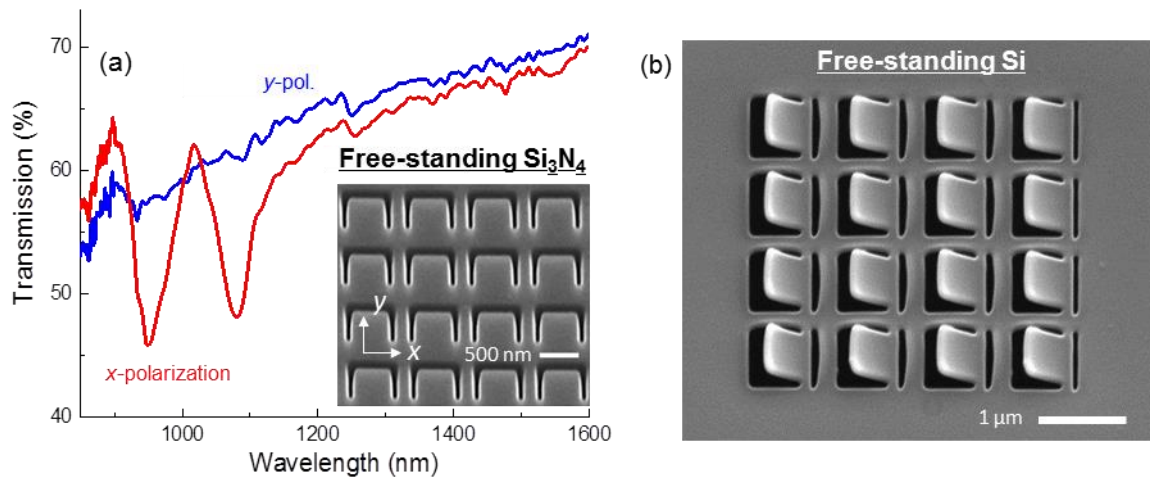 (a)
70
60
50
40
Transmission (%)
y-pol.
x-polarization
Free-standing Si₃N₄
y
x
500 nm
1000
1200
1400
1600
Wavelength (nm)
(b)
Free-standing Si
1 μm